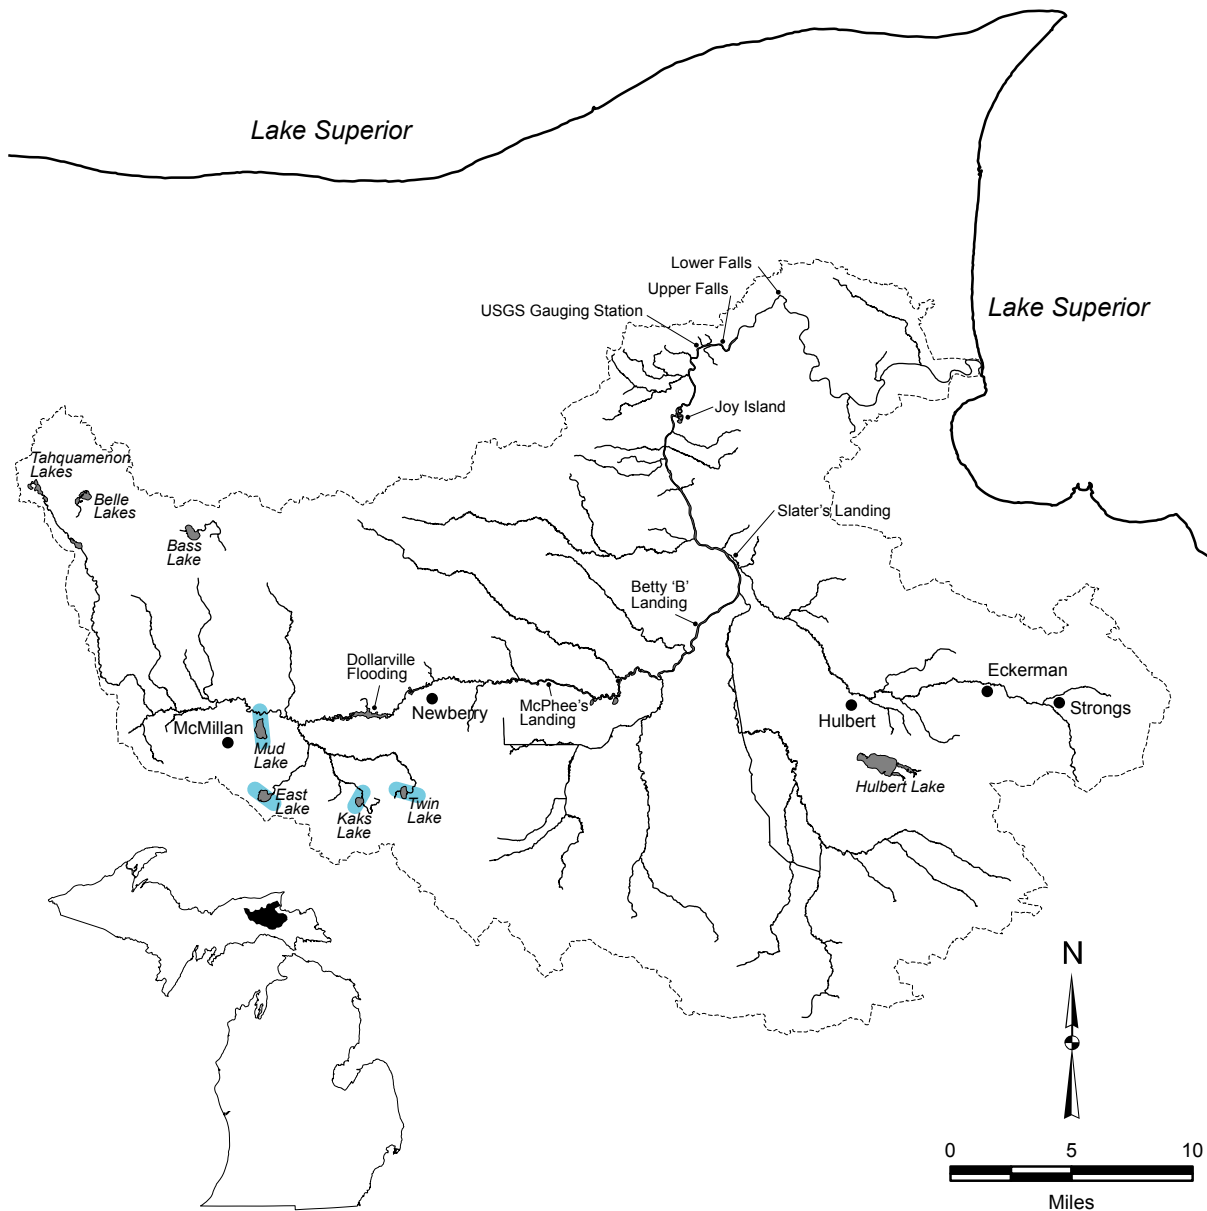 Lake Superior
Lower Falls
Upper Falls
Lake Superior
USGS Gauging Station
Joy Island
Tahquamenon
Lakes
Belle
Lakes
Slater's Landing
Bass
Lake
Betty 'B'
Landing
Dollarville
Flooding
Eckerman
McPhee's
Landing
Newberry
Strongs
Hulbert
McMillan
Mud
Lake
Hulbert Lake
East
Lake
Twin
Lake
Kaks
Lake
N
0 5 10
Miles